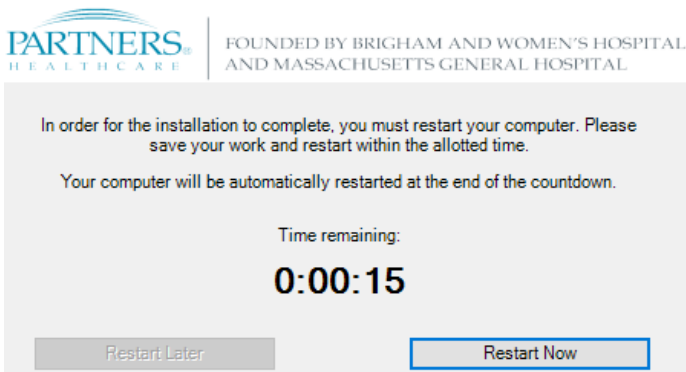 PARTNERS®
HEALTHCARE
FOUNDED BY BRIGHAM AND WOMEN'S HOSPITAL
AND MASSACHUSETTS GENERAL HOSPITAL
In order for the installation to complete, you must restart your computer. Please
save your work and restart within the allotted time.
Your computer will be automatically restarted at the end of the countdown.
Time remaining:
0:00:15
Restart Later
Restart Now